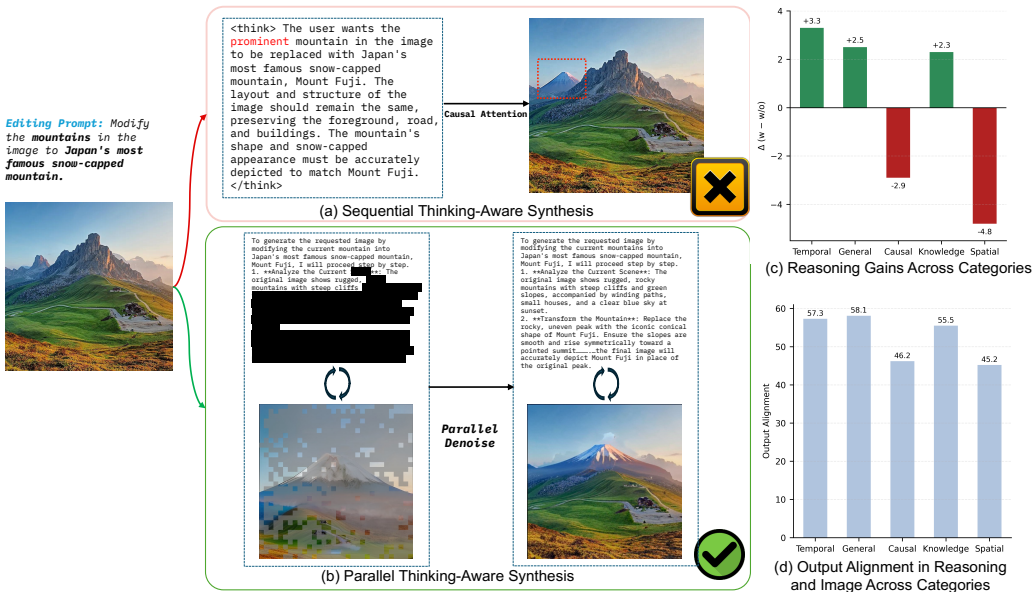 Editing Prompt: Modify
the mountains in the
image to Japan's most
famous snow-capped
mountain.
<think> The user wants the
prominent mountain in the image
to be replaced with Japan's
most famous snow-capped
mountain, Mount Fuji. The
layout and structure of the
image should remain the same,
preserving the foreground, road,
and buildings. The mountain's
shape and snow-capped
appearance must be accurately
depicted to match Mount Fuji.
</think>
Causal Attention
(a) Sequential Thinking-Aware Synthesis
To generate the requested image by
modifying the current mountain into
Japan's most famous snow-capped mountain,
Mount Fuji, I will proceed step by step.
1. **Analyze the Current **: The
original image shows rugged,
mountains with steep cliffs
Parallel
Denoise
To generate the requested image by
modifying the current mountains into
Japan's most famous snow-capped mountain,
Mount Fuji, I will proceed step by step.
1. **Analyze the Current Scene**: The
original image shows rugged, rocky
mountains with steep cliffs and green
slopes, accompanied by winding paths,
small houses, and a clear blue sky at
sunset.
2. **Transform the Mountain**: Replace the
rocky, uneven peak with the iconic conical
shape of Mount Fuji. Ensure the slopes are
smooth and rise symmetrically toward a
pointed summit………the final image will
accurately depict Mount Fuji in place of
the original peak.
(b) Parallel Thinking-Aware Synthesis
Δ (w − w/o)
4
2
0
−2
−4
+3.3
+2.5
-2.9
+2.3
-4.8
Temporal
General
Causal
Knowledge
Spatial
(c) Reasoning Gains Across Categories
Output Alignment
60
50
40
30
20
10
0
57.3
58.1
46.2
55.5
45.2
Temporal
General
Causal
Knowledge
Spatial
(d) Output Alignment in Reasoning
and Image Across Categories